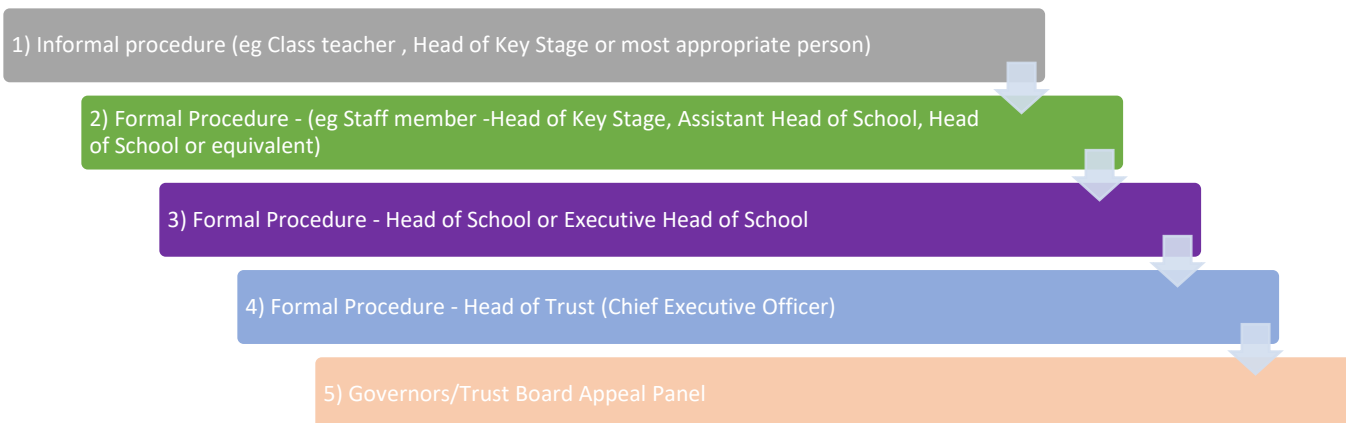 1) Informal procedure (eg Class teacher , Head of Key Stage or most appropriate person)
2) Formal Procedure - (eg Staff member -Head of Key Stage, Assistant Head of School, Head
of School or equivalent)
3) Formal Procedure - Head of School or Executive Head of School
4) Formal Procedure - Head of Trust (Chief Executive Officer)
5) Governors/Trust Board Appeal Panel